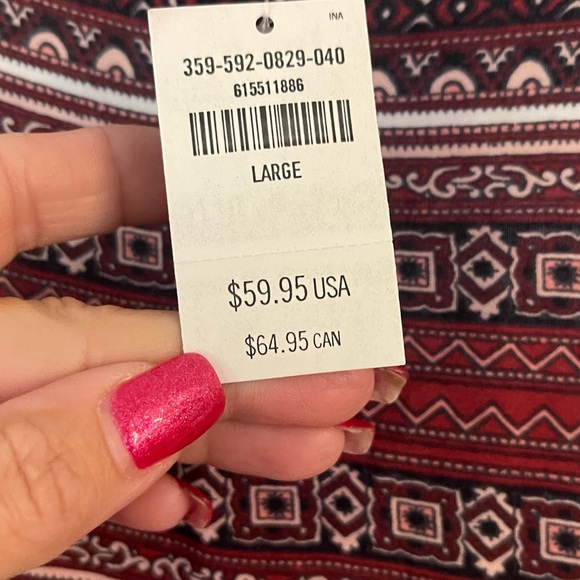 INA
359-592-0829-040
615511886
LARGE
$59.95 USA
$64.95 CAN